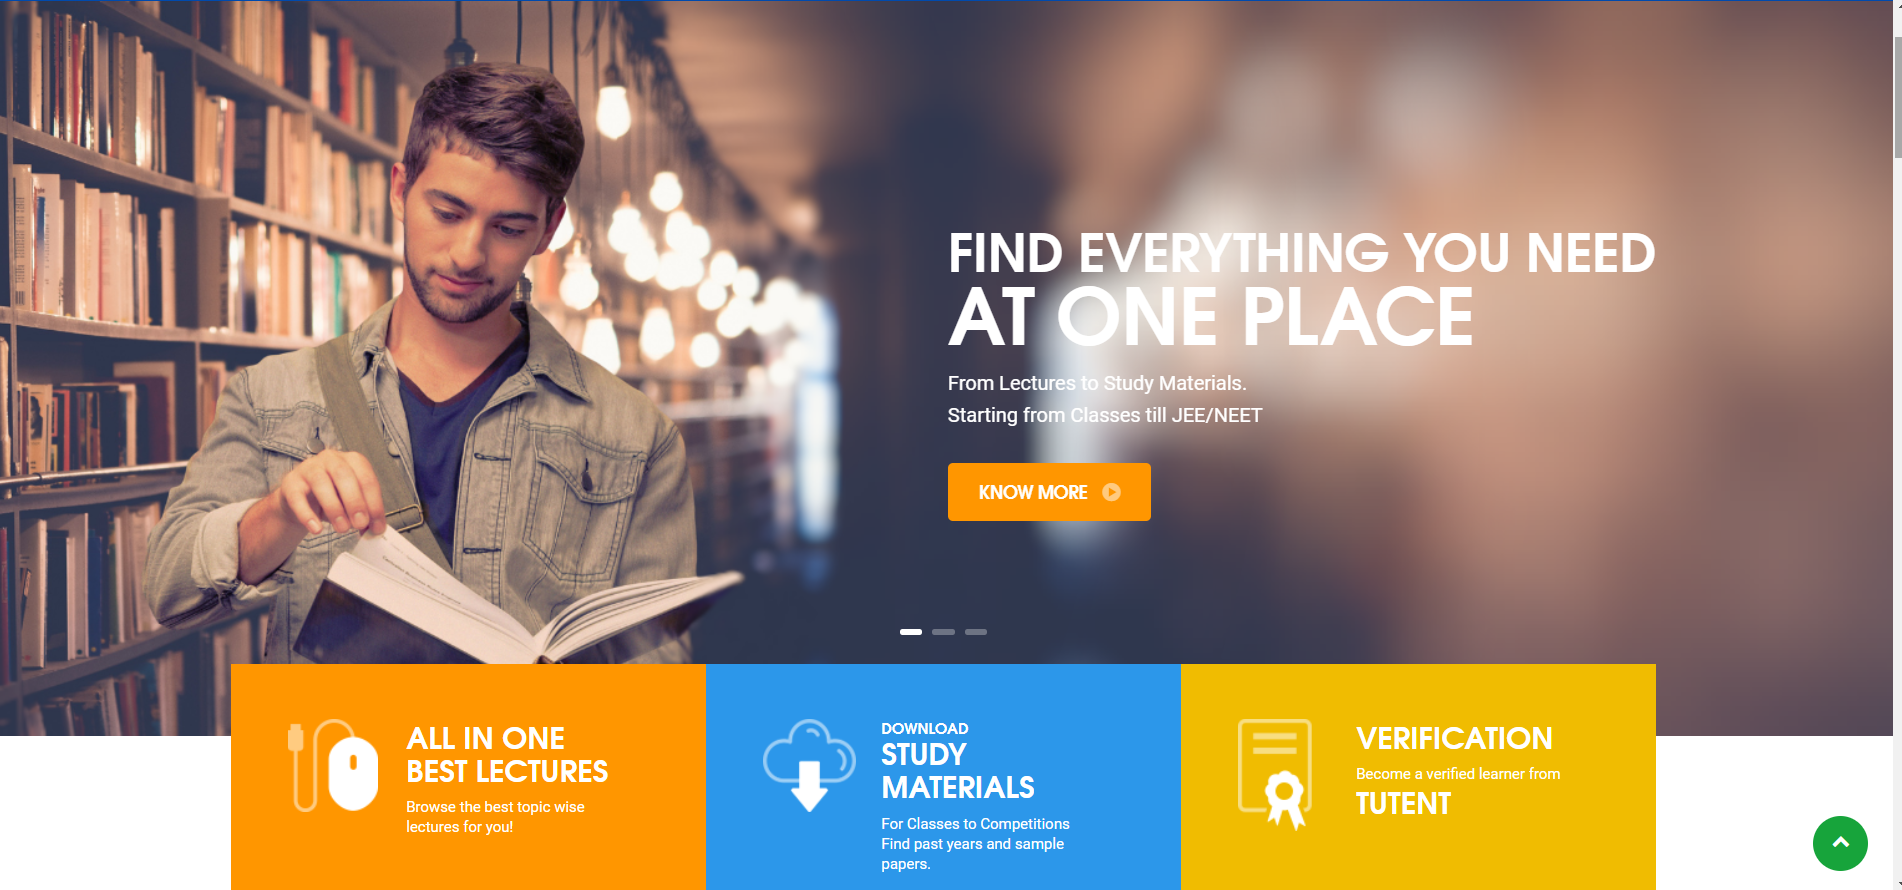 FIND EVERYTHING YOU NEED
AT ONE PLACE
From Lectures to Study Materials.
Starting from Classes till JEE/NEET
KNOW MORE
ALL IN ONE
BEST LECTURES
Browse the best topic wise
lectures for you!
DOWNLOAD
STUDY
MATERIALS
For Classes to Competitions
Find past years and sample
papers.
VERIFICATION
Become a verified learner from
TUTENT